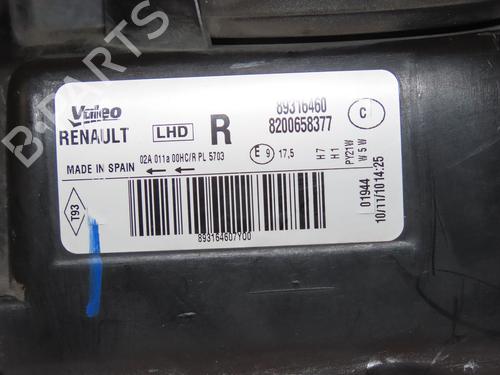 Valeo
RENAULT
LHD
R
89316460
8200658377
C
MADE IN SPAIN
02A 011a 00HC/R PL 5703
E 9 17,5
H7
H1
PY21W
W5W
01944
10/11/10 14:25
T93
893164607Y00
B-PARTS